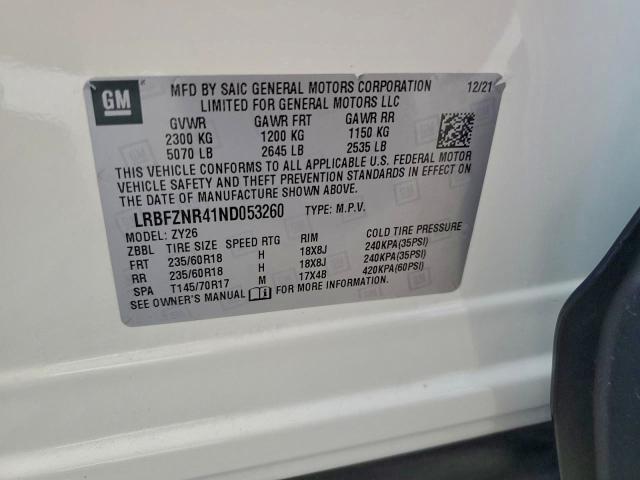 GM
MFD BY SAIC GENERAL MOTORS CORPORATION 12/21
LIMITED FOR GENERAL MOTORS LLC
GVWR GAWR FRT GAWR RR
2300 KG 1200 KG 1150 KG
5070 LB 2645 LB 2535 LB
THIS VEHICLE CONFORMS TO ALL APPLICABLE U.S. FEDERAL MOTOR
VEHICLE SAFETY AND THEFT PREVENTION STANDARDS IN EFFECT ON
THE DATE OF MANUFACTURE SHOWN ABOVE.
LRBFZNR41ND053260 TYPE: M.P.V.
MODEL: ZY26
ZBBL TIRE SIZE SPEED RTG RIM COLD TIRE PRESSURE
FRT 235/60R18 H 18X8J 240KPA(35PSI)
RR 235/60R18 H 18X8J 240KPA(35PSI)
SPA T145/70R17 M 17X4B 420KPA(60PSI)
SEE OWNER'S MANUAL FOR MORE INFORMATION